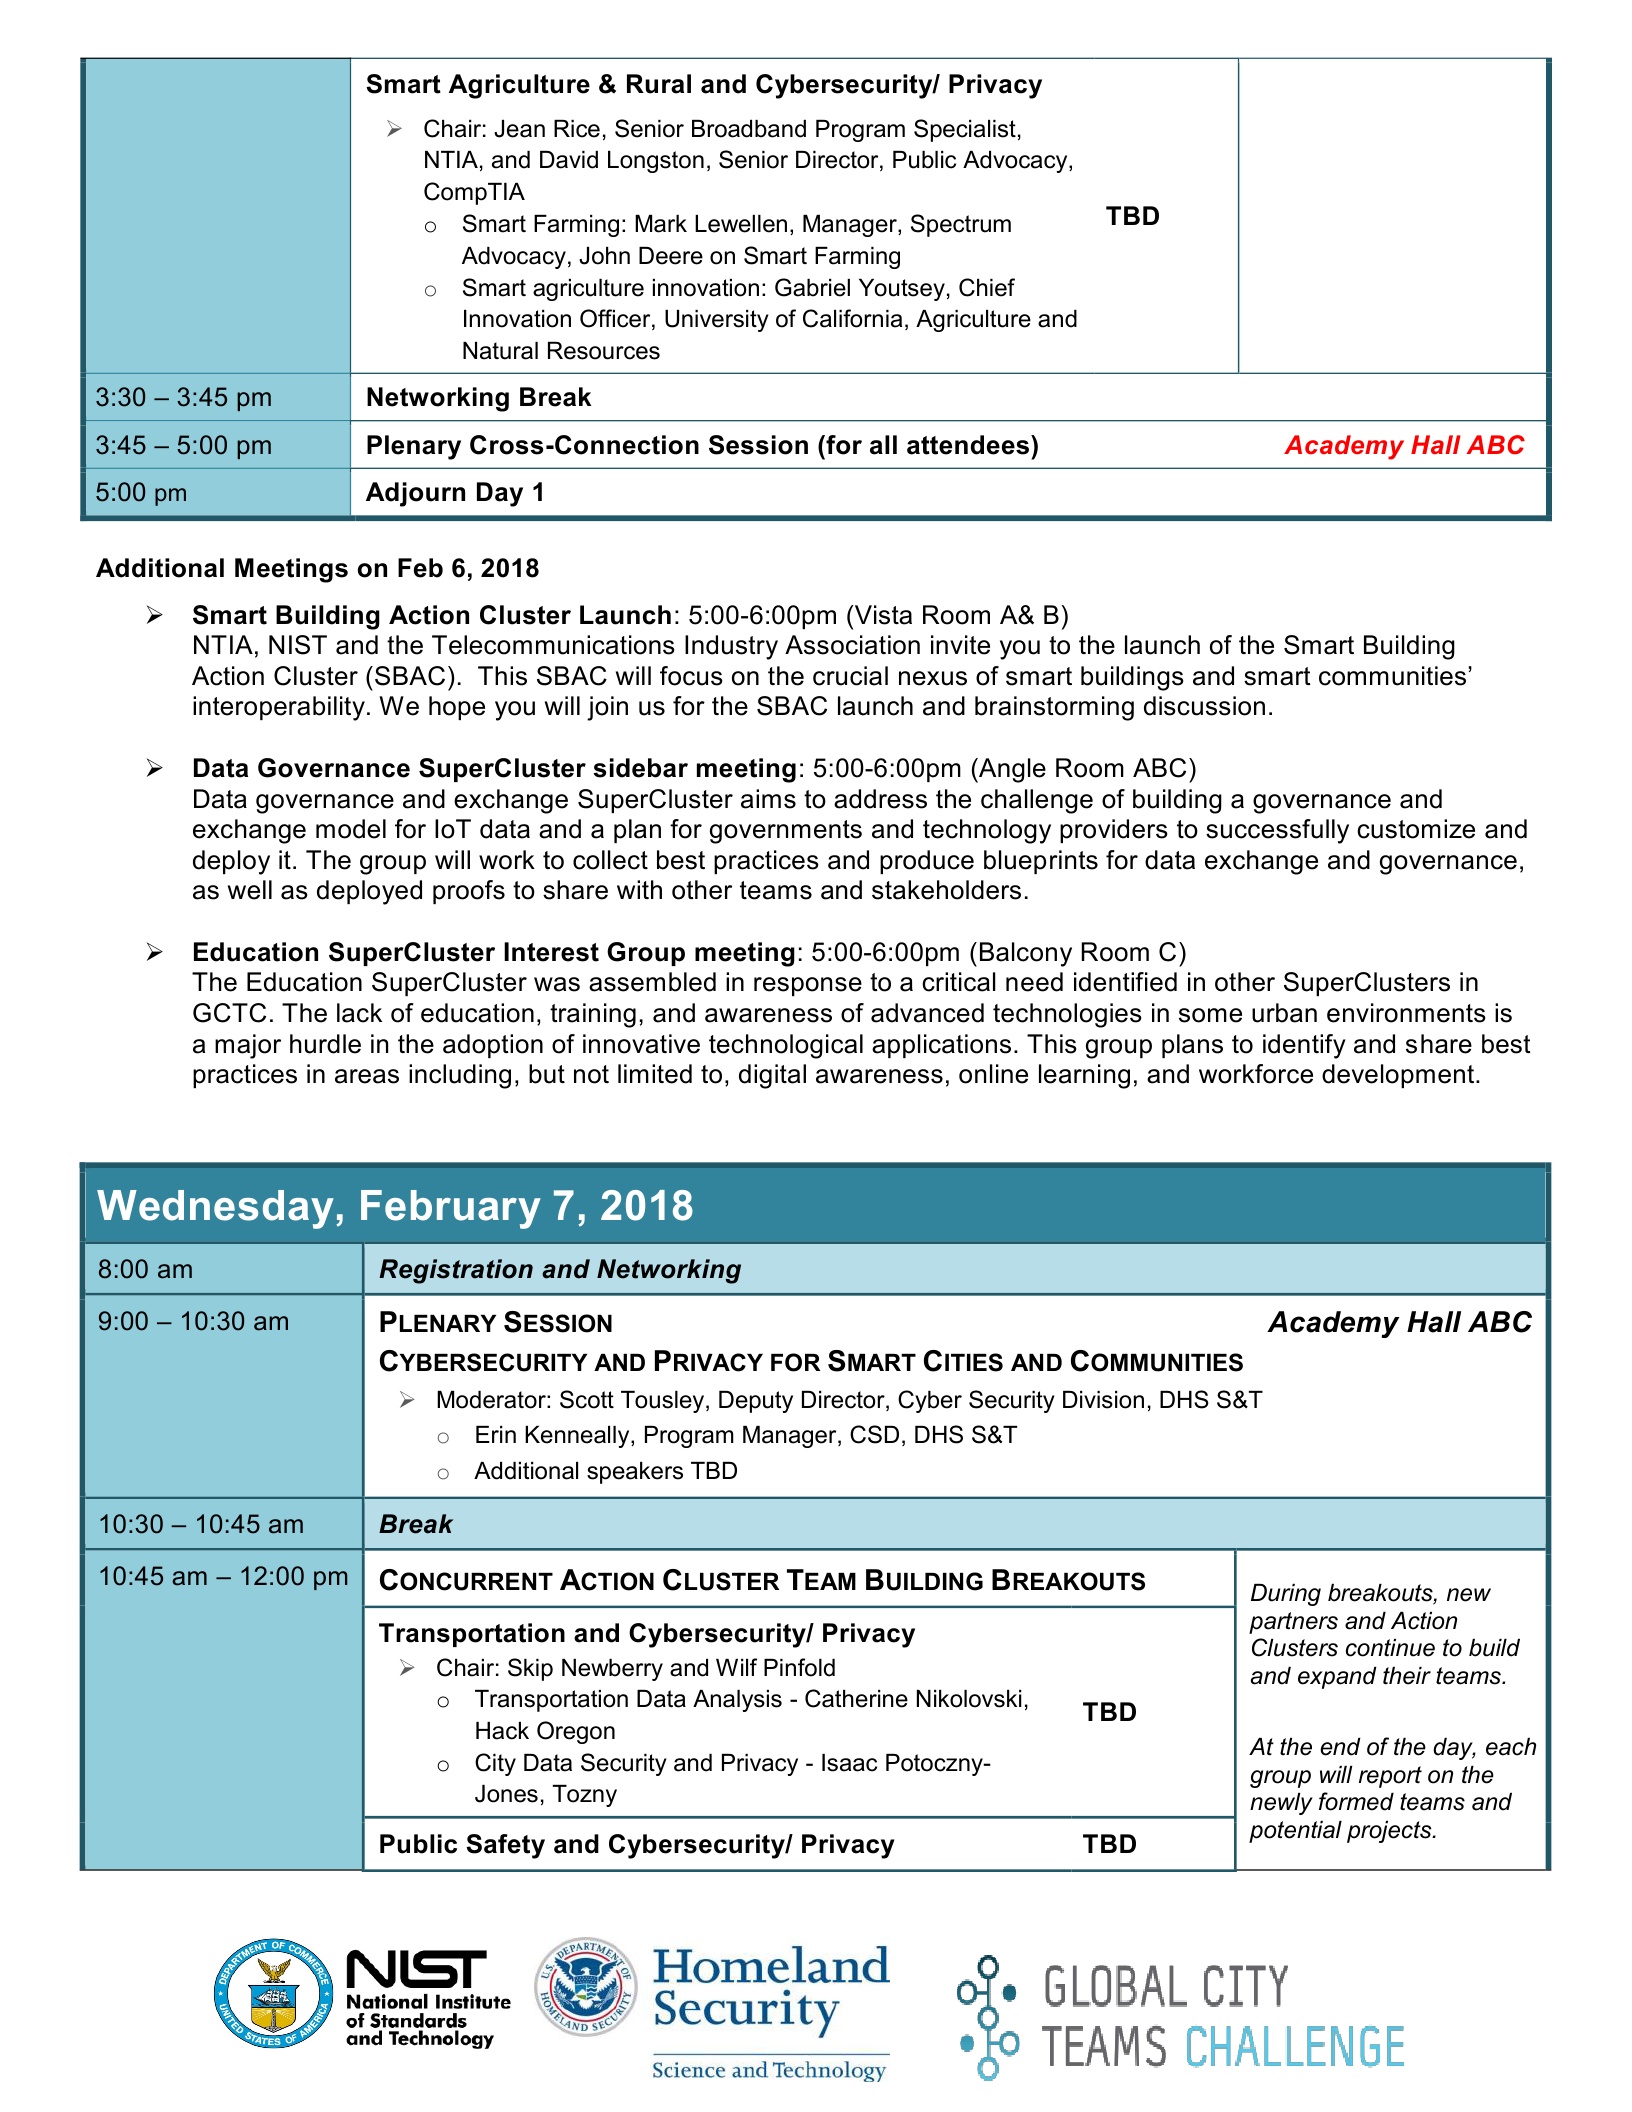 Smart Agriculture & Rural and Cybersecurity/ Privacy
➢ Chair: Jean Rice, Senior Broadband Program Specialist,
NTIA, and David Longston, Senior Director, Public Advocacy,
CompTIA
TBD
o Smart Farming: Mark Lewellen, Manager, Spectrum
Advocacy, John Deere on Smart Farming
o Smart agriculture innovation: Gabriel Youtsey, Chief
Innovation Officer, University of California, Agriculture and
Natural Resources
3:30 – 3:45 pm Networking Break
3:45 – 5:00 pm Plenary Cross-Connection Session (for all attendees) Academy Hall ABC
5:00 pm Adjourn Day 1
Additional Meetings on Feb 6, 2018
➢ Smart Building Action Cluster Launch: 5:00-6:00pm (Vista Room A& B)
NTIA, NIST and the Telecommunications Industry Association invite you to the launch of the Smart Building
Action Cluster (SBAC).  This SBAC will focus on the crucial nexus of smart buildings and smart communities’
interoperability. We hope you will join us for the SBAC launch and brainstorming discussion.
➢ Data Governance SuperCluster sidebar meeting: 5:00-6:00pm (Angle Room ABC)
Data governance and exchange SuperCluster aims to address the challenge of building a governance and
exchange model for IoT data and a plan for governments and technology providers to successfully customize and
deploy it. The group will work to collect best practices and produce blueprints for data exchange and governance,
as well as deployed proofs to share with other teams and stakeholders.
➢ Education SuperCluster Interest Group meeting: 5:00-6:00pm (Balcony Room C)
The Education SuperCluster was assembled in response to a critical need identified in other SuperClusters in
GCTC. The lack of education, training, and awareness of advanced technologies in some urban environments is
a major hurdle in the adoption of innovative technological applications. This group plans to identify and share best
practices in areas including, but not limited to, digital awareness, online learning, and workforce development.
Wednesday, February 7, 2018
8:00 am Registration and Networking
9:00 – 10:30 am PLENARY SESSION Academy Hall ABC
CYBERSECURITY AND PRIVACY FOR SMART CITIES AND COMMUNITIES
➢ Moderator: Scott Tousley, Deputy Director, Cyber Security Division, DHS S&T
o Erin Kenneally, Program Manager, CSD, DHS S&T
o Additional speakers TBD
10:30 – 10:45 am Break
10:45 am – 12:00 pm CONCURRENT ACTION CLUSTER TEAM BUILDING BREAKOUTS
Transportation and Cybersecurity/ Privacy
➢ Chair: Skip Newberry and Wilf Pinfold
o Transportation Data Analysis - Catherine Nikolovski,
Hack Oregon
o City Data Security and Privacy - Isaac Potoczny-
Jones, Tozny
TBD
Public Safety and Cybersecurity/ Privacy TBD
During breakouts, new
partners and Action
Clusters continue to build
and expand their teams.
At the end of the day, each
group will report on the
newly formed teams and
potential projects.
DEPARTMENT OF COMMERCE
UNITED STATES OF AMERICA
NIST
National Institute
of Standards
and Technology
U.S. DEPARTMENT OF
HOMELAND SECURITY
Homeland
Security
Science and Technology
GLOBAL CITY
TEAMS CHALLENGE